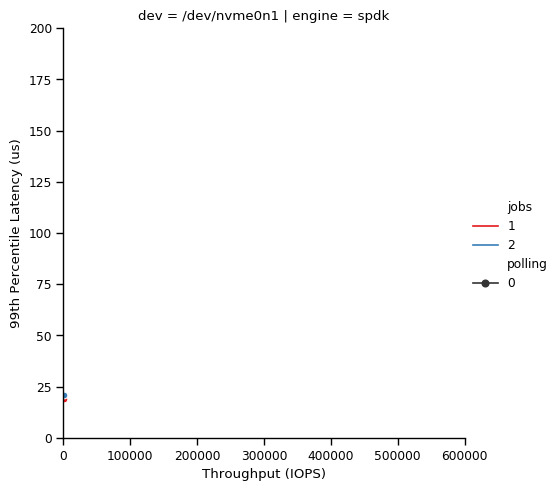 dev = /dev/nvme0n1 | engine = spdk
200
175
150
125
100
75
50
25
0
99th Percentile Latency (us)
0 100000 200000 300000 400000 500000 600000
Throughput (IOPS)
jobs
1
2
polling
0